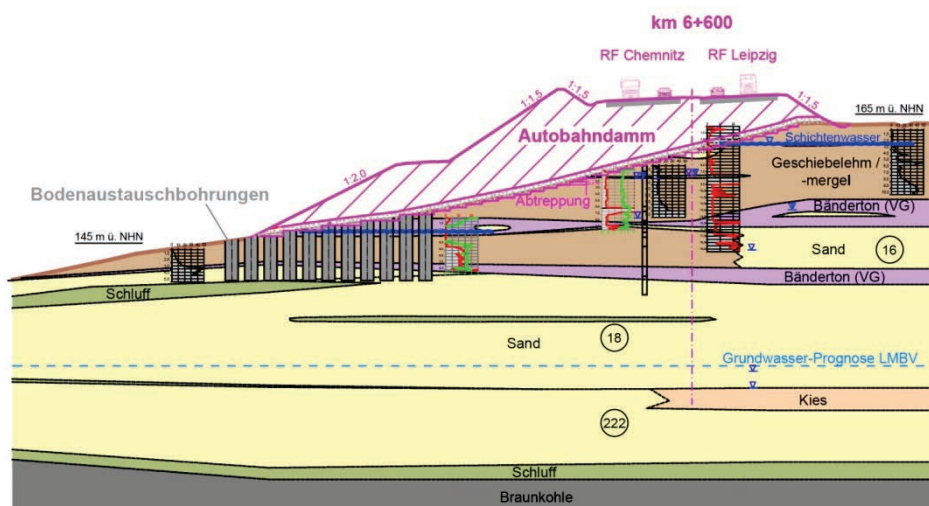 km 6+600
RF Chemnitz
RF Leipzig
1:1,5
1:1,5
1:1,5
165 m ü. NHN
Autobahndamm
Schichtenwasser
1:2,0
Geschiebelehm /
-mergel
Bodenaustauschbohrungen
Abtreppung
Bänderton (VG)
145 m ü. NHN
Sand
16
Bänderton (VG)
Schluff
Sand
18
Grundwasser-Prognose LMBV
Kies
222
Schluff
Braunkohle